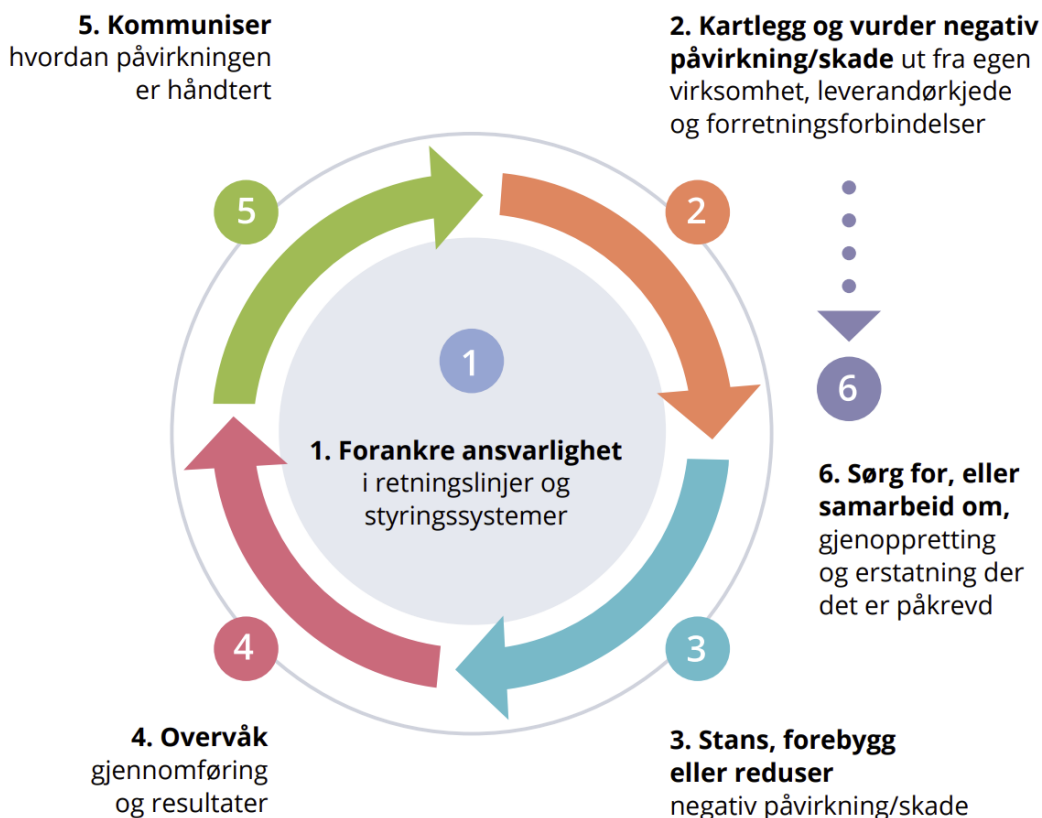 5. Kommuniser
hvordan påvirkningen
er håndtert
2. Kartlegg og vurder negativ
påvirkning/skade ut fra egen
virksomhet, leverandørkjede
og forretningsforbindelser
5
2
1
6
1. Forankre ansvarlighet
i retningslinjer og
styringssystemer
6. Sørg for, eller
samarbeid om,
gjenoppretting
og erstatning der
det er påkrevd
4
3
4. Overvåk
gjennomføring
og resultater
3. Stans, forebygg
eller reduser
negativ påvirkning/skade